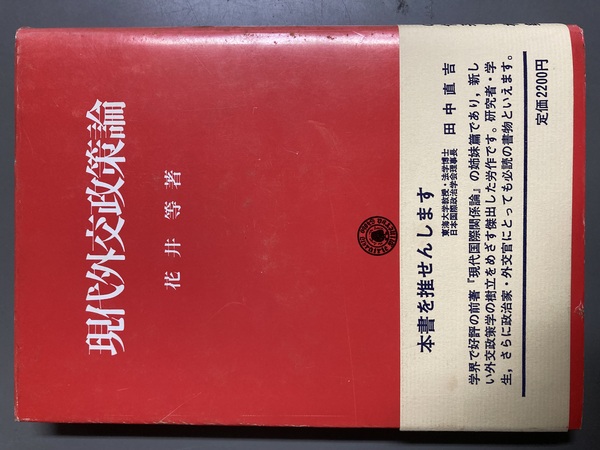 現代外交政策論
花井 等 著
本書を推せんします
東海大学教授・法学博士
日本国際政治学会理事長
田中直吉
学界で好評の前著『現代国際関係論』の姉妹篇であり，新し
い外交政策学の樹立をめざす傑出した労作です。研究者・学
生，さらに政治家・外交官にとっても必読の書物といえます。
定価2200円